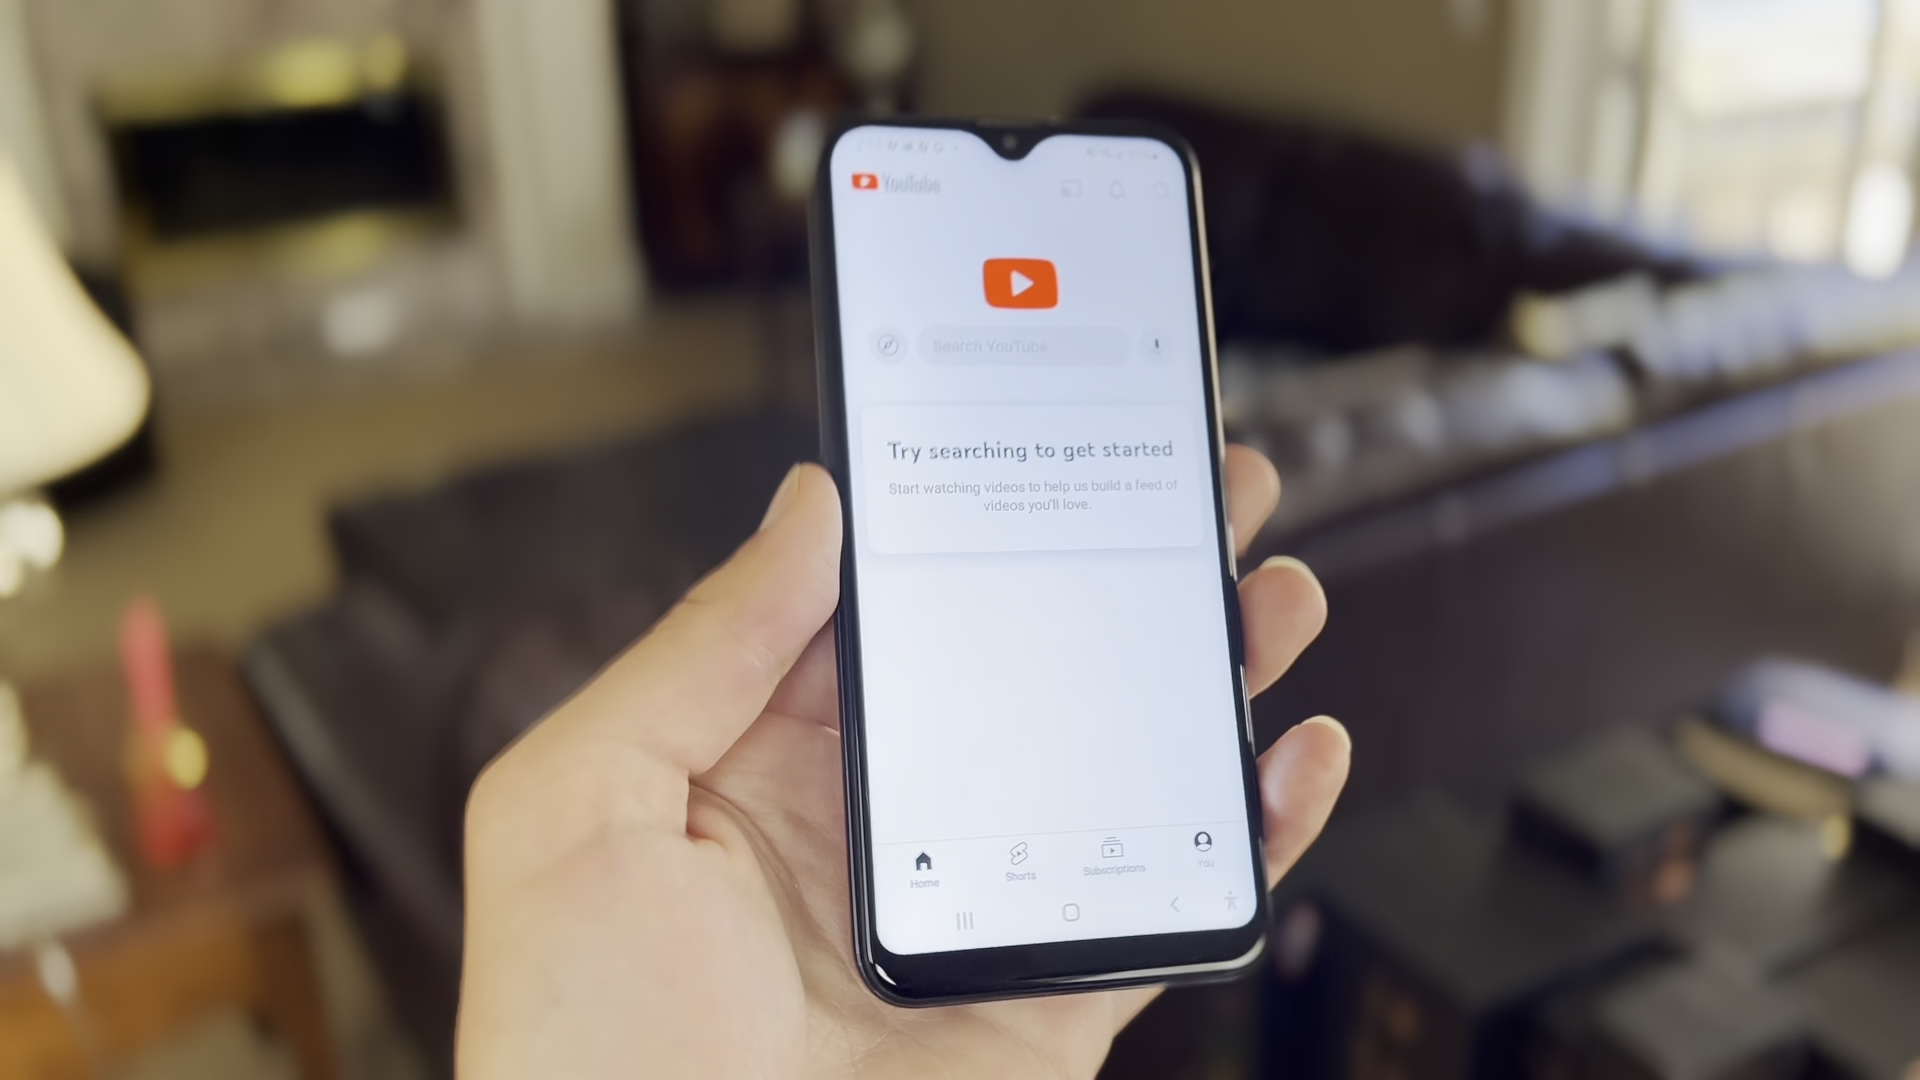 YouTube
Search YouTube
Try searching to get started
Start watching videos to help us build a feed of
videos you'll love.
Home
Shorts
Subscriptions
You